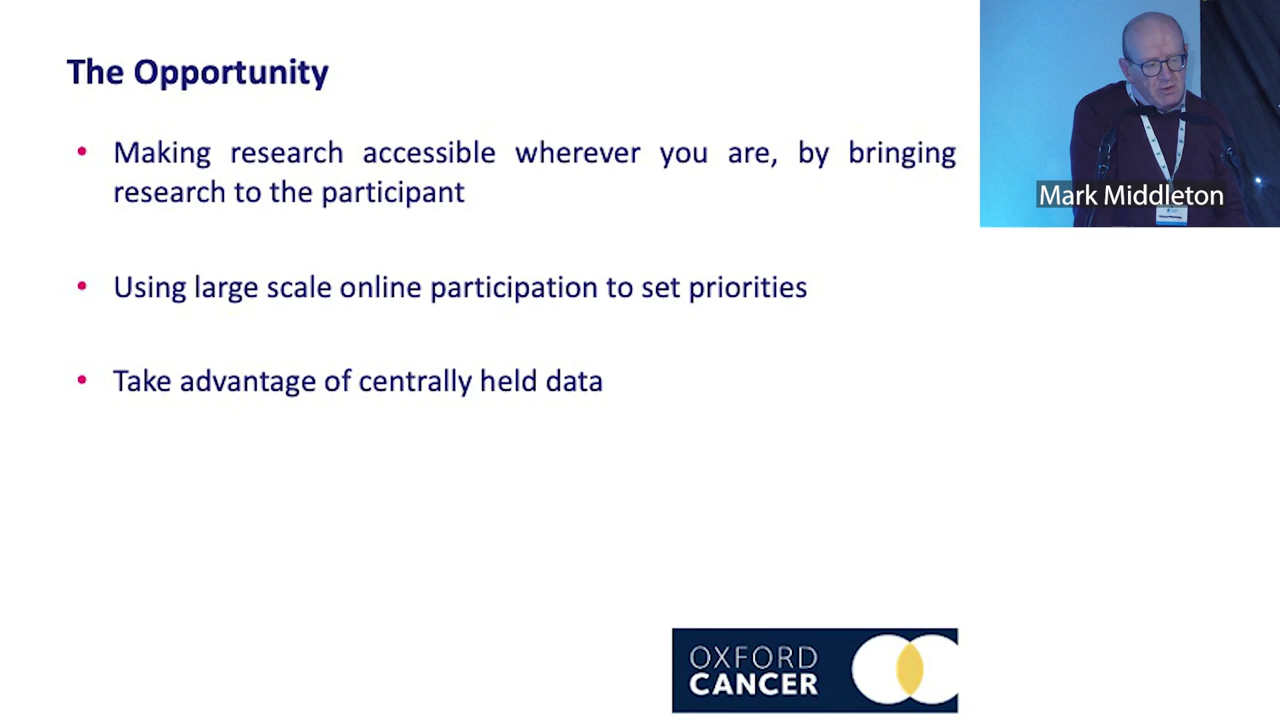 The Opportunity
• Making research accessible wherever you are, by bringing
research to the participant
• Using large scale online participation to set priorities
• Take advantage of centrally held data
Mark Middleton
OXFORD
CANCER